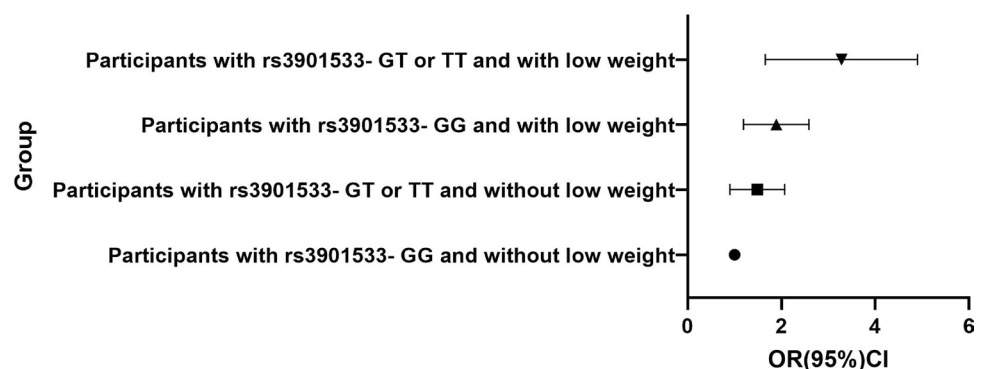 Group
Participants with rs3901533- GT or TT and with low weight
Participants with rs3901533- GG and with low weight
Participants with rs3901533- GT or TT and without low weight
Participants with rs3901533- GG and without low weight
0 2 4 6
OR(95%)CI